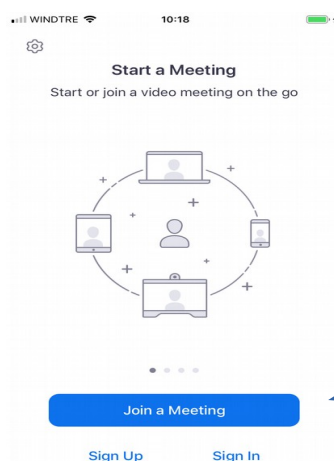 WINDTRE 10:18
Start a Meeting
Start or join a video meeting on the go
Join a Meeting
Sign Up Sign In